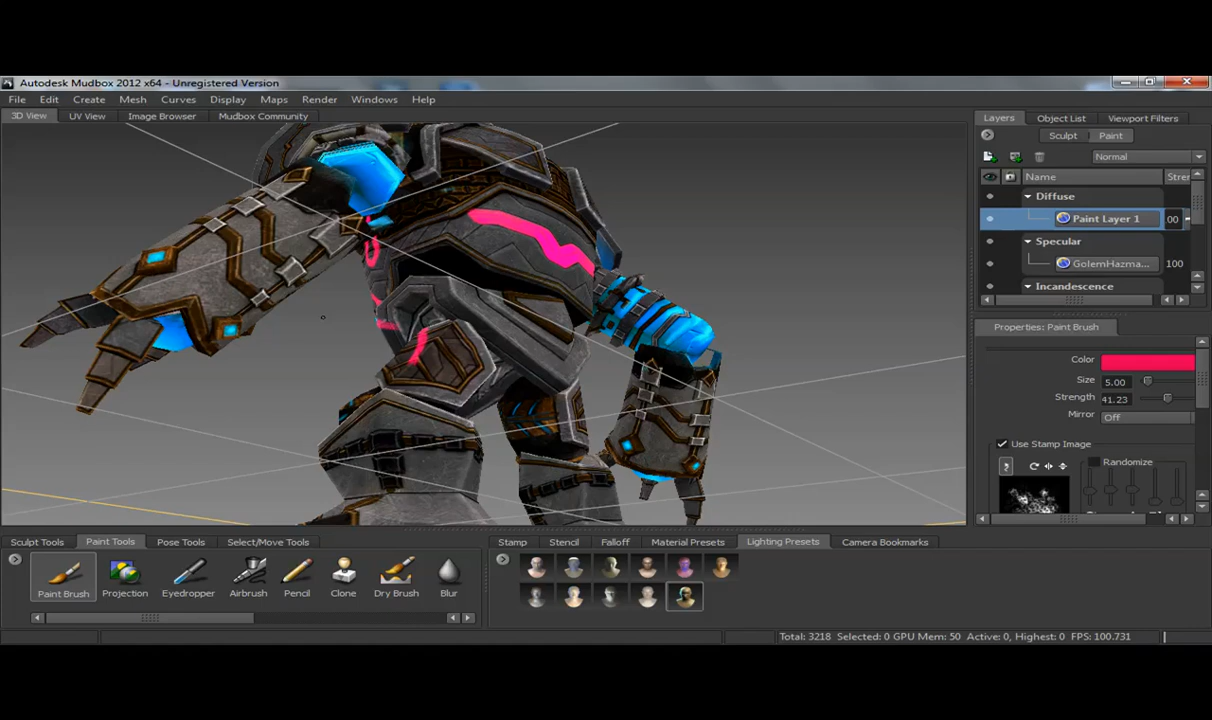 Autodesk Mudbox 2012 x64 - Unregistered Version
File Edit Create Mesh Curves Display Maps Render Windows Help
3D View UV View Image Browser Mudbox Community
Layers Object List Viewport Filters
Sculpt Paint
Normal
Name Strer
Diffuse
Paint Layer 1 00
Specular
GolemHazma... 100
Incandescence
Properties: Paint Brush
Color
Size 5.00
Strength 41.23
Mirror Off
Use Stamp Image
Randomize
Sculpt Tools Paint Tools Pose Tools Select/Move Tools
Stamp Stencil Falloff Material Presets Lighting Presets Camera Bookmarks
Paint Brush Projection Eyedropper Airbrush Pencil Clone Dry Brush Blur
Total: 3218 Selected: 0 GPU Mem: 50 Active: 0, Highest: 0 FPS: 100.731